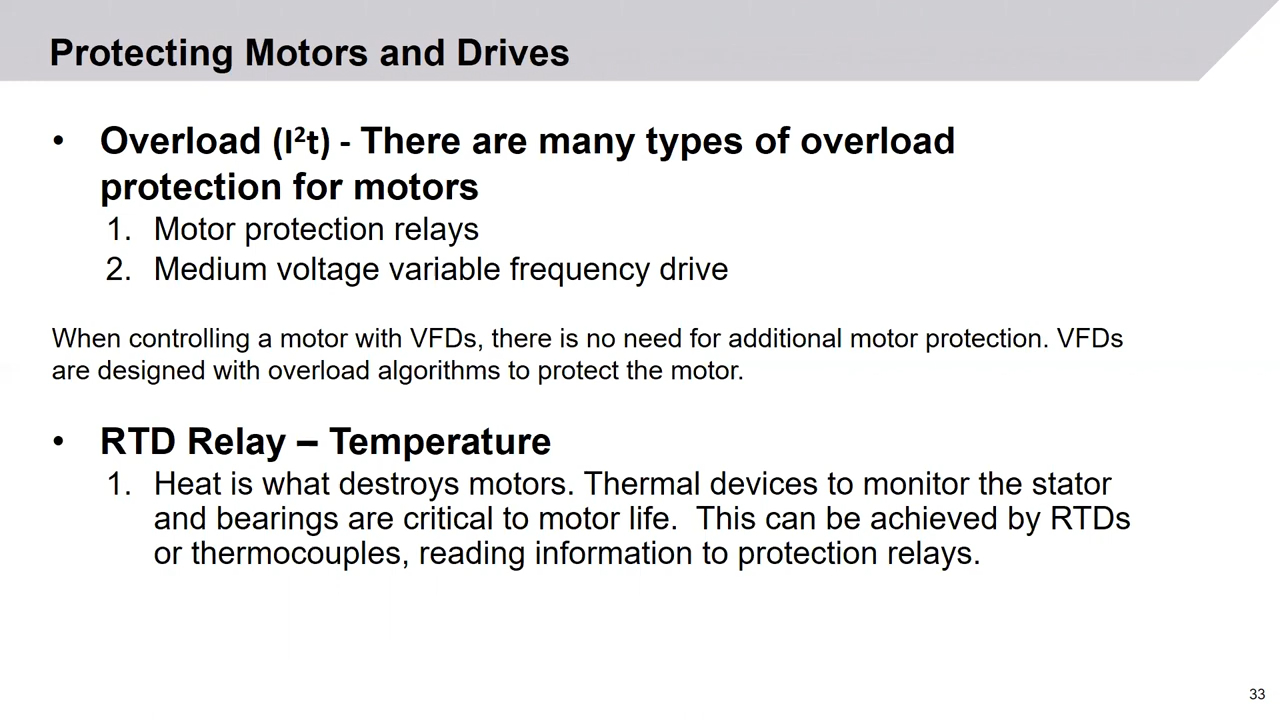 Protecting Motors and Drives
• Overload (I²t) - There are many types of overload
protection for motors
1. Motor protection relays
2. Medium voltage variable frequency drive
When controlling a motor with VFDs, there is no need for additional motor protection. VFDs
are designed with overload algorithms to protect the motor.
• RTD Relay – Temperature
1. Heat is what destroys motors. Thermal devices to monitor the stator
and bearings are critical to motor life.  This can be achieved by RTDs
or thermocouples, reading information to protection relays.
33